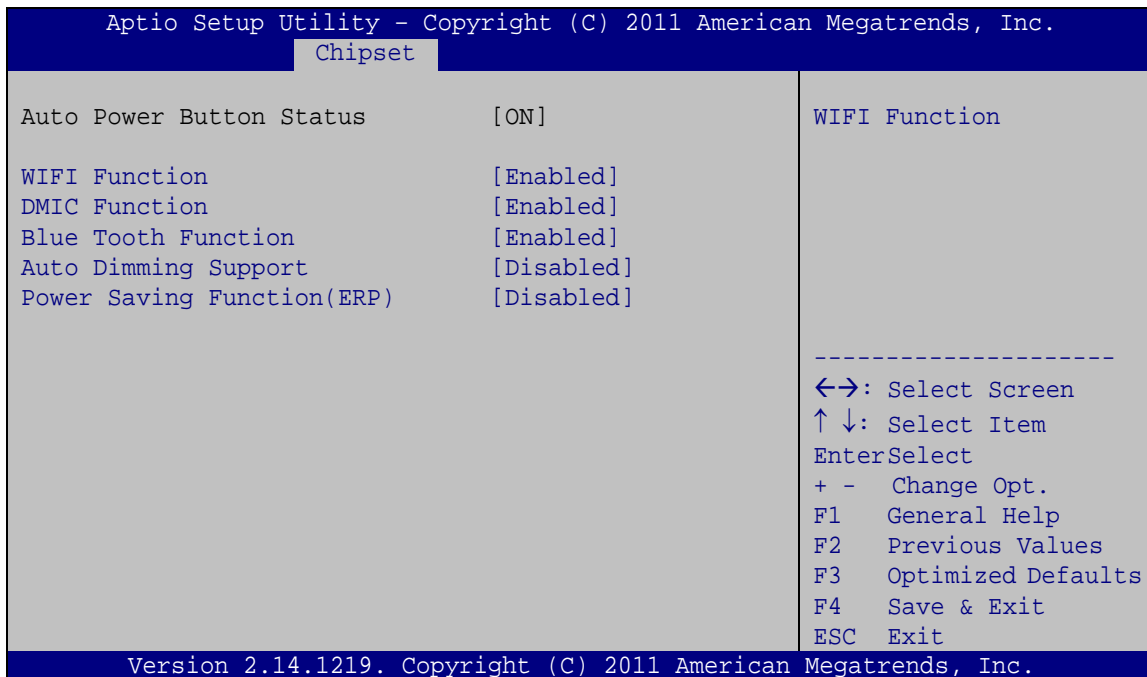 Aptio Setup Utility – Copyright (C) 2011 American Megatrends, Inc.
Chipset
Auto Power Button Status [ON]
WIFI Function [Enabled]
DMIC Function [Enabled]
Blue Tooth Function [Enabled]
Auto Dimming Support [Disabled]
Power Saving Function(ERP) [Disabled]
WIFI Function
---------------------
←→: Select Screen
↑ ↓: Select Item
EnterSelect
+ - Change Opt.
F1 General Help
F2 Previous Values
F3 Optimized Defaults
F4 Save & Exit
ESC Exit
Version 2.14.1219. Copyright (C) 2011 American Megatrends, Inc.